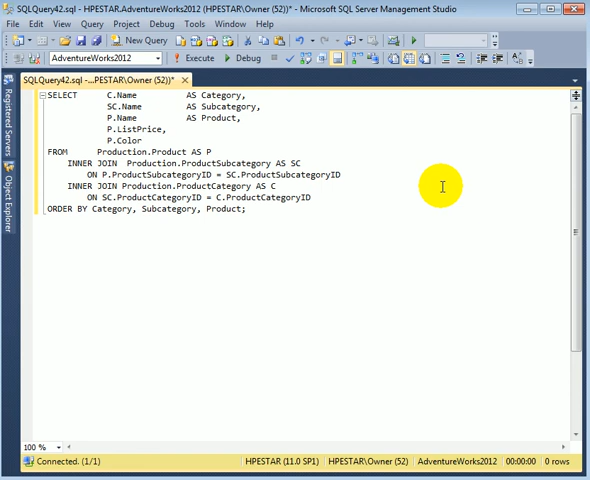 SQLQuery42.sql - HPESTAR.AdventureWorks2012 (HPESTAR\Owner (52))* - Microsoft SQL Server Management Studio
File Edit View Query Project Debug Tools Window Help
New Query
AdventureWorks2012 Execute Debug
SQLQuery42.sql -...PESTAR\Owner (52))*
Registered Servers
Object Explorer
SELECT C.Name AS Category,
SC.Name AS Subcategory,
P.Name AS Product,
P.ListPrice,
P.Color
FROM Production.Product AS P
INNER JOIN Production.ProductSubcategory AS SC
ON P.ProductSubcategoryID = SC.ProductSubcategoryID
INNER JOIN Production.ProductCategory AS C
ON SC.ProductCategoryID = C.ProductCategoryID
ORDER BY Category, Subcategory, Product;
100 %
Connected. (1/1) HPESTAR (11.0 SP1) HPESTAR\Owner (52) AdventureWorks2012 00:00:00 0 rows